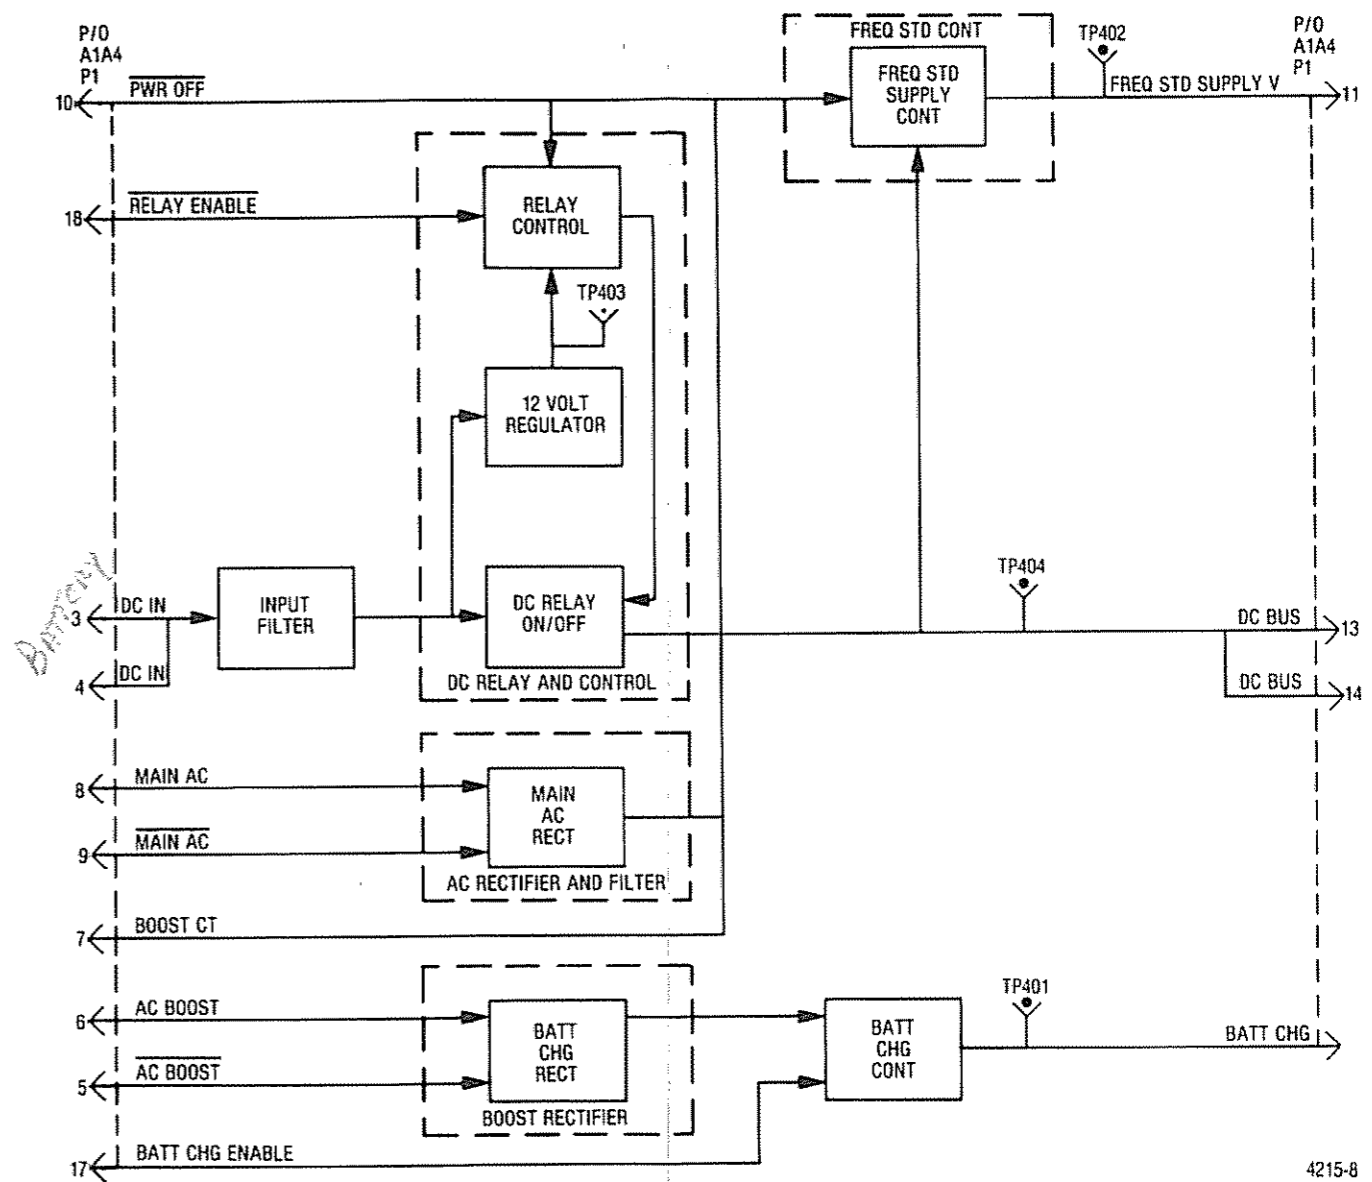 P/O
A1A4
P1
10
PWR OFF
FREQ STD CONT
FREQ STD
SUPPLY
CONT
TP402
FREQ STD SUPPLY V
P/O
A1A4
P1
11
18
RELAY ENABLE
RELAY
CONTROL
TP403
12 VOLT
REGULATOR
BATTERY
3
DC IN
4
DC IN
INPUT
FILTER
DC RELAY
ON/OFF
DC RELAY AND CONTROL
TP404
DC BUS
13
DC BUS
14
8
MAIN AC
9
MAIN AC
MAIN
AC
RECT
AC RECTIFIER AND FILTER
7
BOOST CT
6
AC BOOST
5
AC BOOST
BATT
CHG
RECT
BOOST RECTIFIER
BATT
CHG
CONT
TP401
BATT CHG
17
BATT CHG ENABLE
4215-8